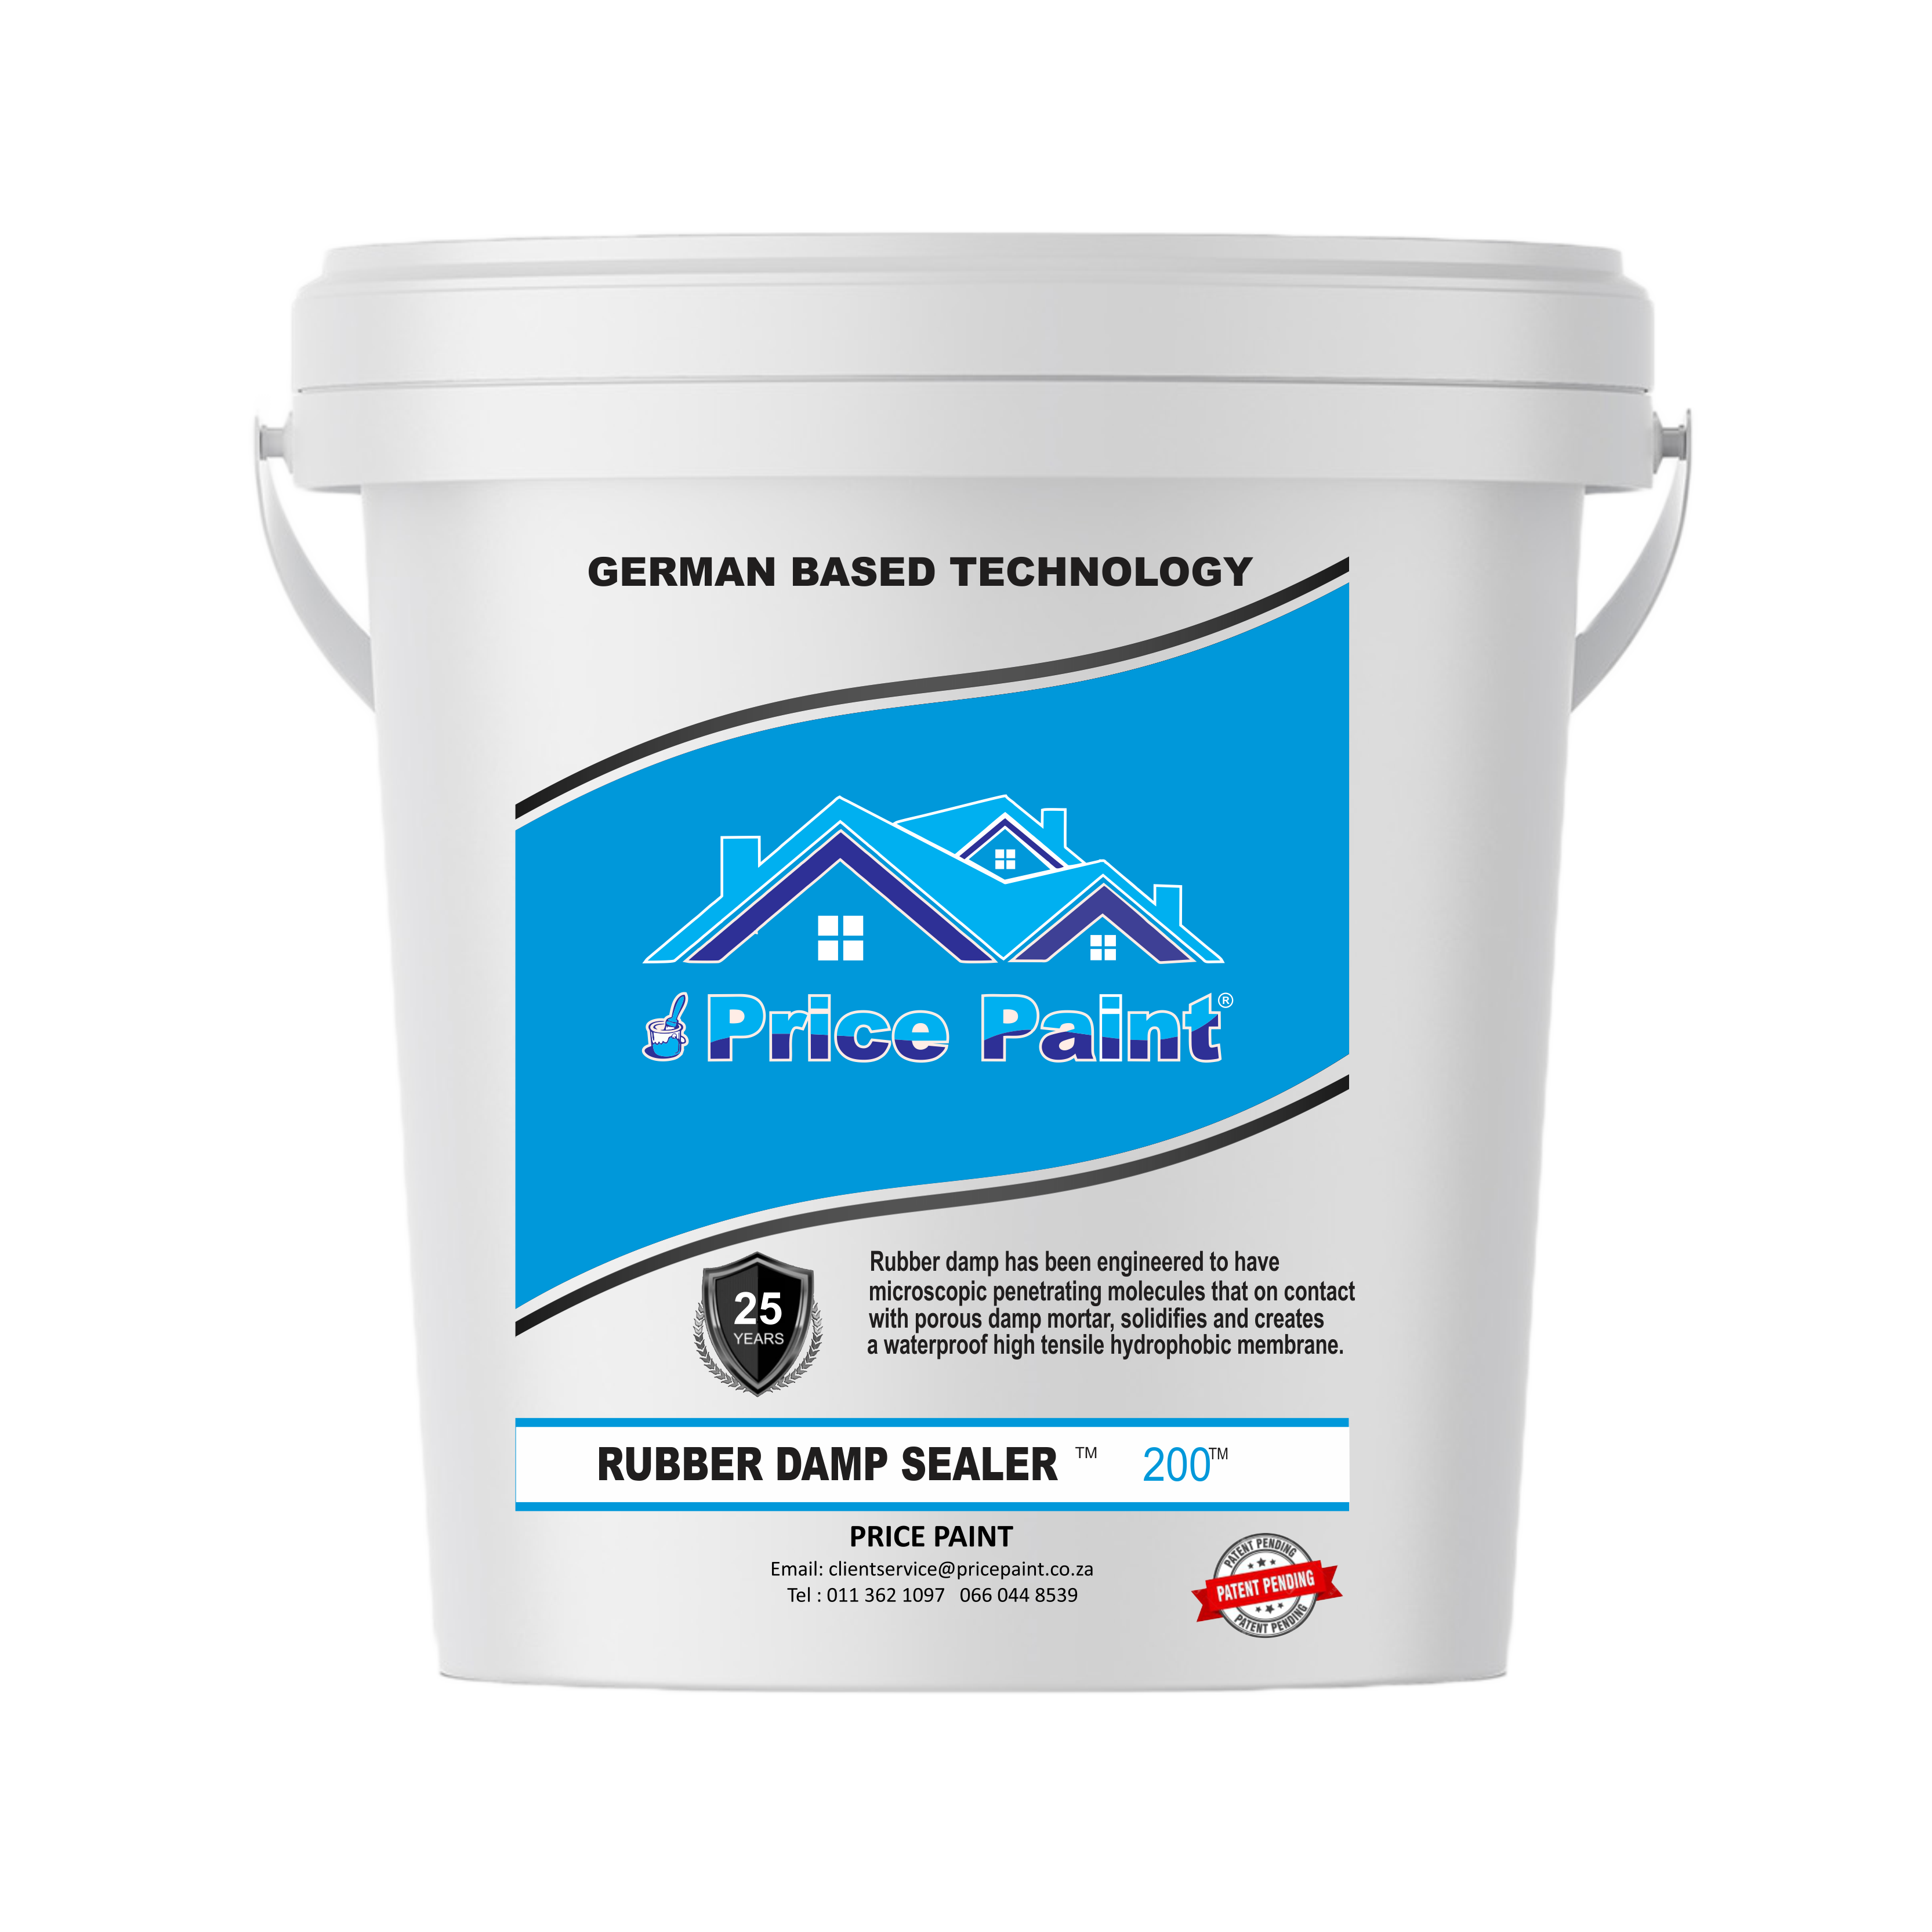 GERMAN BASED TECHNOLOGY
Price Paint®
25
YEARS
Rubber damp has been engineered to have
microscopic penetrating molecules that on contact
with porous damp mortar, solidifies and creates
a waterproof high tensile hydrophobic membrane.
RUBBER DAMP SEALER ™ 200™
PRICE PAINT
Email: clientservice@pricepaint.co.za
Tel : 011 362 1097 066 044 8539
PATENT PENDING
PATENT PENDING
PATENT PENDING